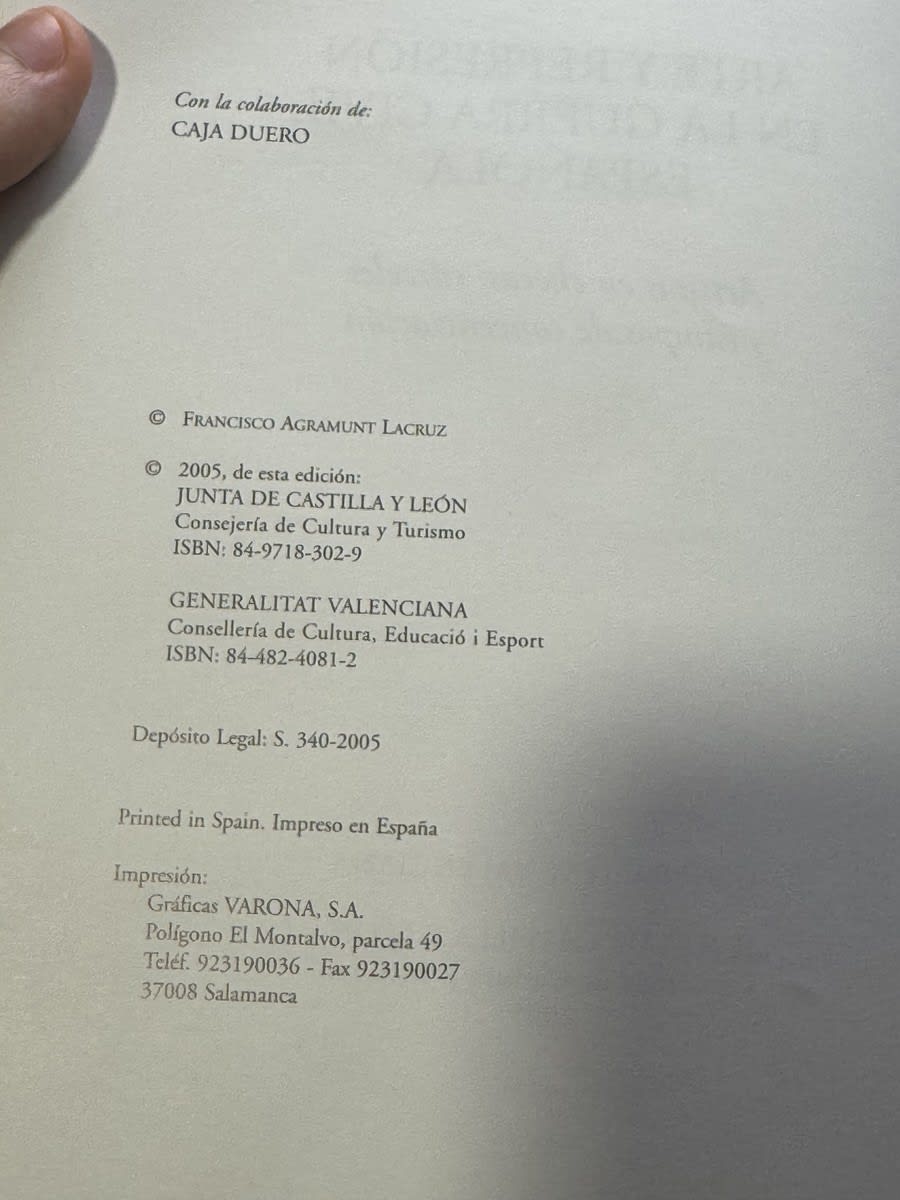 Con la colaboración de:
CAJA DUERO
© FRANCISCO AGRAMUNT LACRUZ
© 2005, de esta edición:
JUNTA DE CASTILLA Y LEÓN
Consejería de Cultura y Turismo
ISBN: 84-9718-302-9
GENERALITAT VALENCIANA
Consellería de Cultura, Educació i Esport
ISBN: 84-482-4081-2
Depósito Legal: S. 340-2005
Printed in Spain. Impreso en España
Impresión:
Gráficas VARONA, S.A.
Polígono El Montalvo, parcela 49
Teléf. 923190036 - Fax 923190027
37008 Salamanca